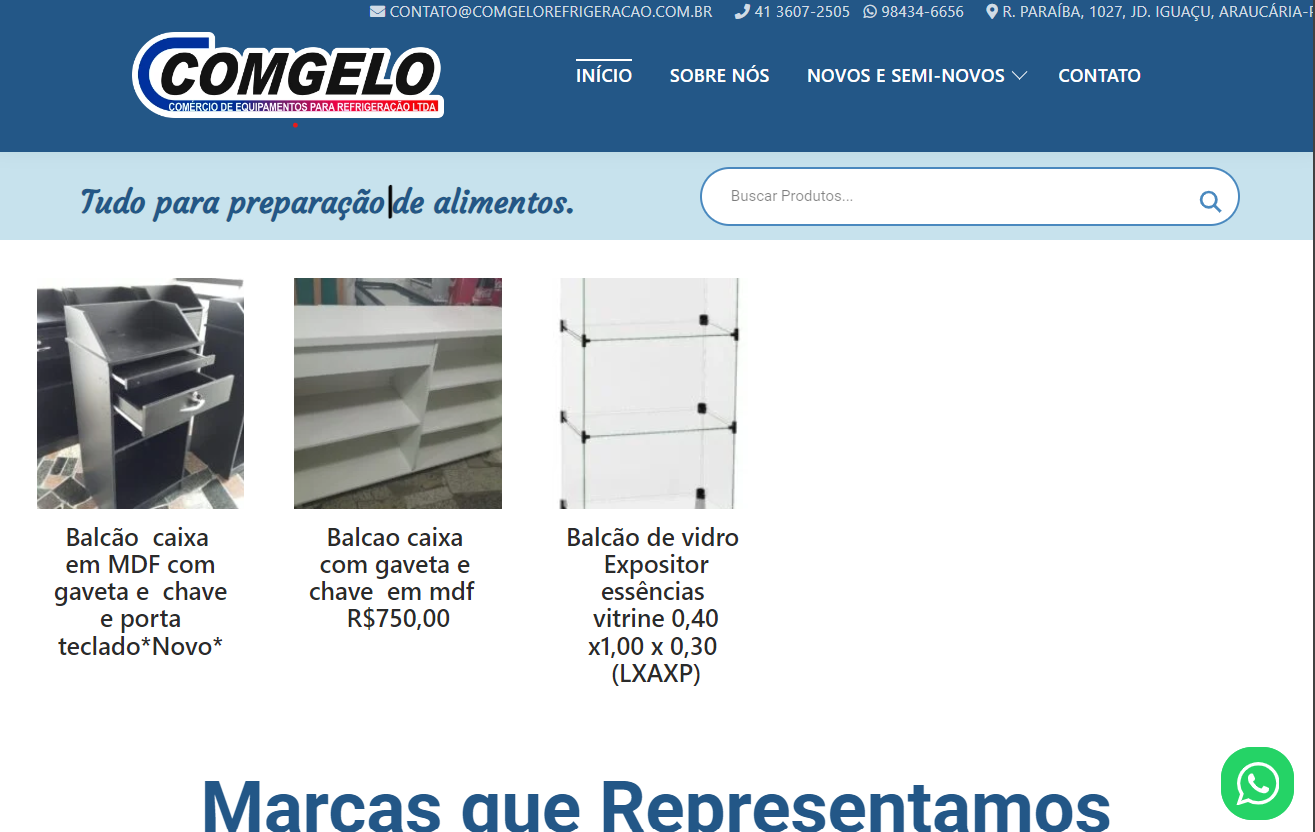 CONTATO@COMGELOREFRIGERACAO.COM.BR 41 3607-2505 98434-6656 R. PARAÍBA, 1027, JD. IGUAÇU, ARAUCÁRIA-
COMGELO
COMÉRCIO DE EQUIPAMENTOS PARA REFRIGERAÇÃO LTDA
INÍCIO SOBRE NÓS NOVOS E SEMI-NOVOS CONTATO
Tudo para preparação de alimentos.
Buscar Produtos...
Balcão caixa
em MDF com
gaveta e chave
e porta
teclado*Novo*
Balcao caixa
com gaveta e
chave em mdf
R$750,00
Balcão de vidro
Expositor
essências
vitrine 0,40
x1,00 x 0,30
(LXAXP)
Marcas que Representamos